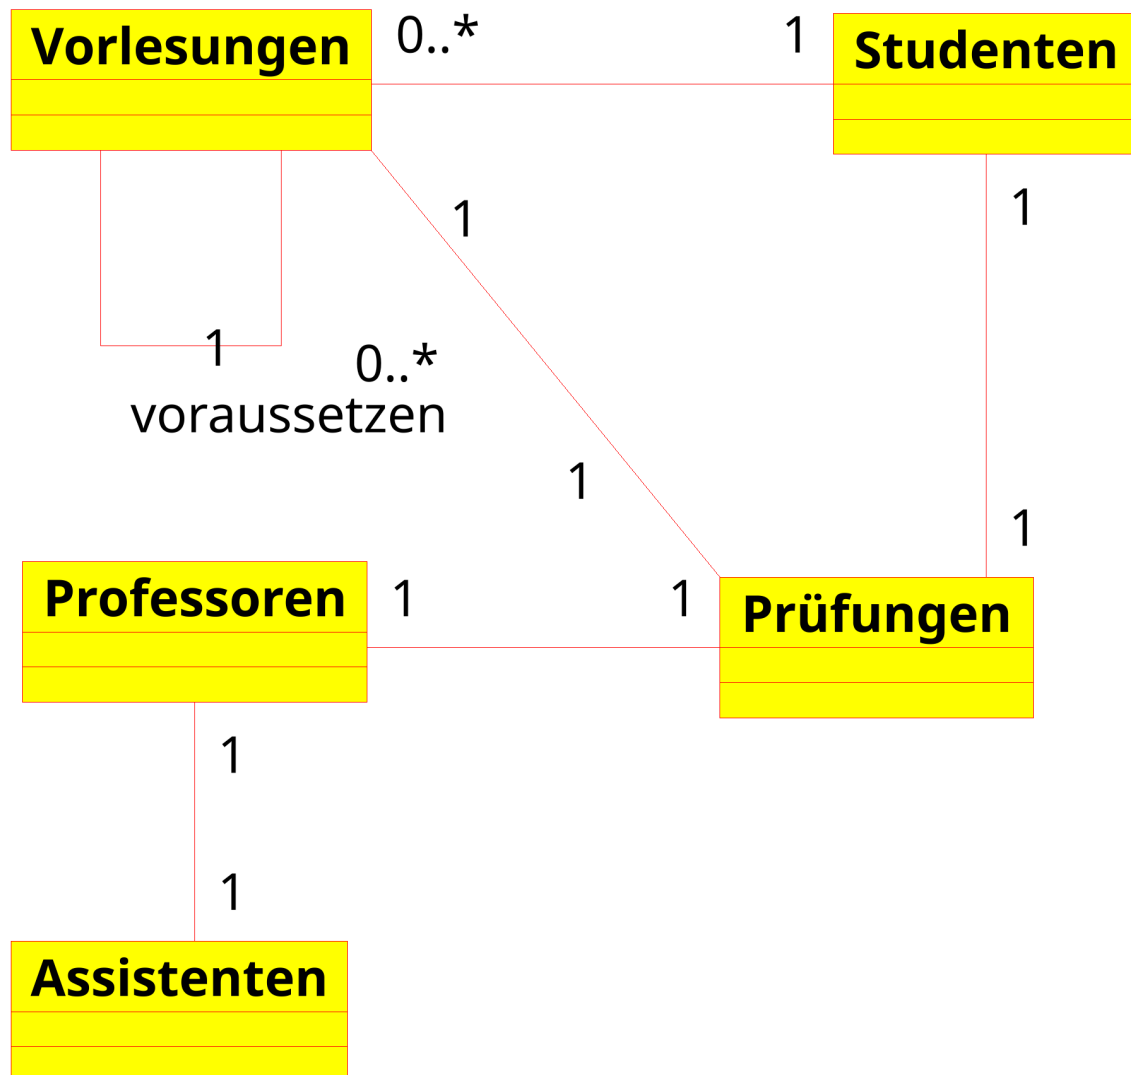 Vorlesungen
0..*
1
Studenten
1
1
1
0..*
voraussetzen
1
1
Professoren
1
1
Prüfungen
1
1
Assistenten